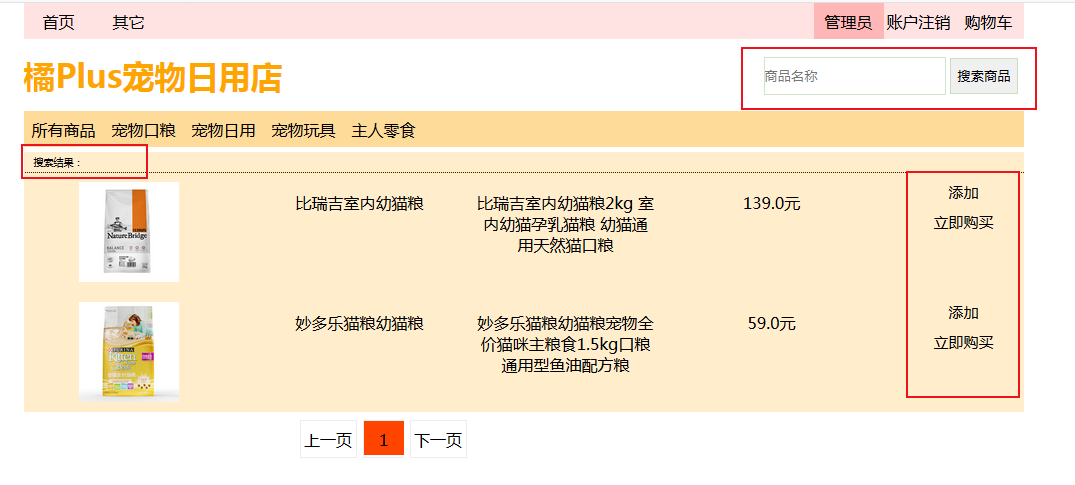 首页 其它 管理员 账户注销 购物车
橘Plus宠物日用店
商品名称 搜索商品
所有商品 宠物口粮 宠物日用 宠物玩具 主人零食
搜索结果：
Nature Bridge
BALANCE
比瑞吉室内幼猫粮
比瑞吉室内幼猫粮2kg 室
内幼猫孕乳猫粮 幼猫通
用天然猫口粮
139.0元
添加
立即购买
PURINA
Kitten
妙多乐猫粮幼猫粮
妙多乐猫粮幼猫粮宠物全
价猫咪主粮食1.5kg口粮
通用型鱼油配方粮
59.0元
添加
立即购买
上一页 1 下一页